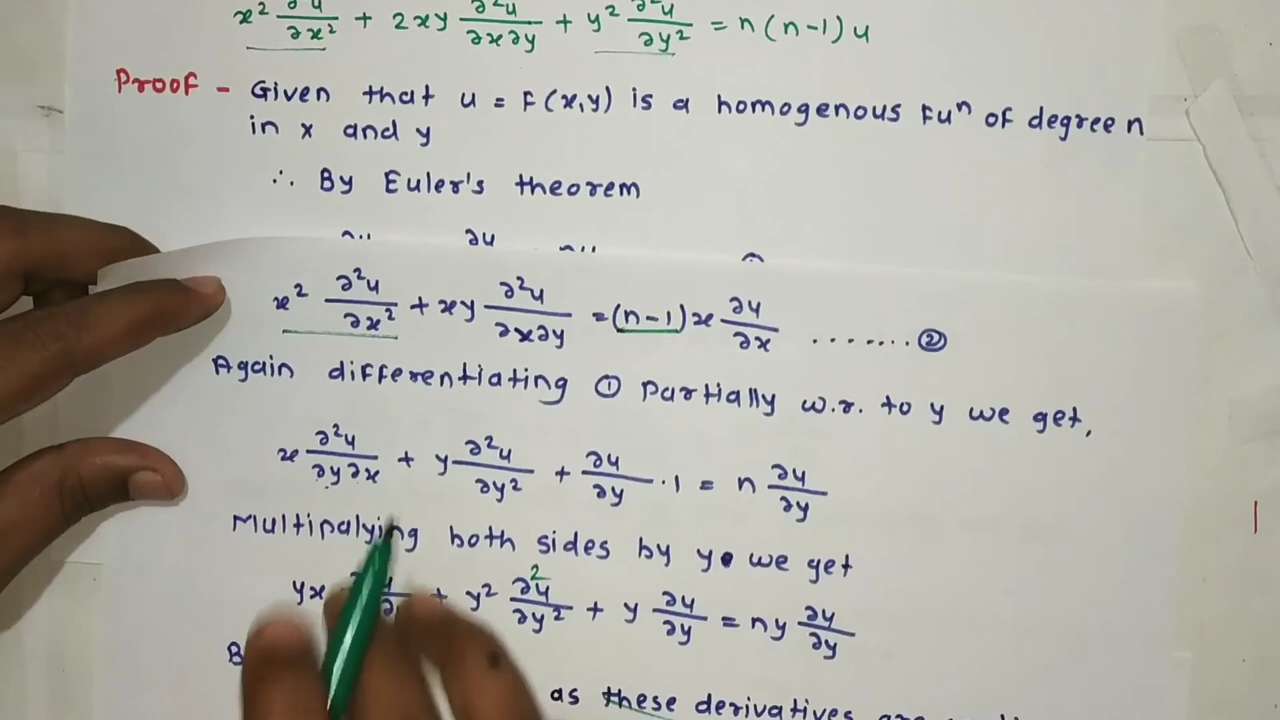 x² ∂²u/∂x² + 2xy ∂²u/∂x∂y + y² ∂²u/∂y² = n(n-1)u
Proof - Given that u = F(x,y) is a homogenous Fuⁿ of degree n
in x and y
∴ By Euler's theorem
∂u
x² ∂²u/∂x² + xy ∂²u/∂x∂y = (n-1)x ∂u/∂x ........②
Again differentiating ① Partially w.r. to y we get,
x ∂²u/∂y∂x + y ∂²u/∂y² + ∂u/∂y ·1 = n ∂u/∂y
Multipalying both sides by y we get
yx + y² ∂²u/∂y² + y ∂u/∂y = ny ∂u/∂y
as these derivatives